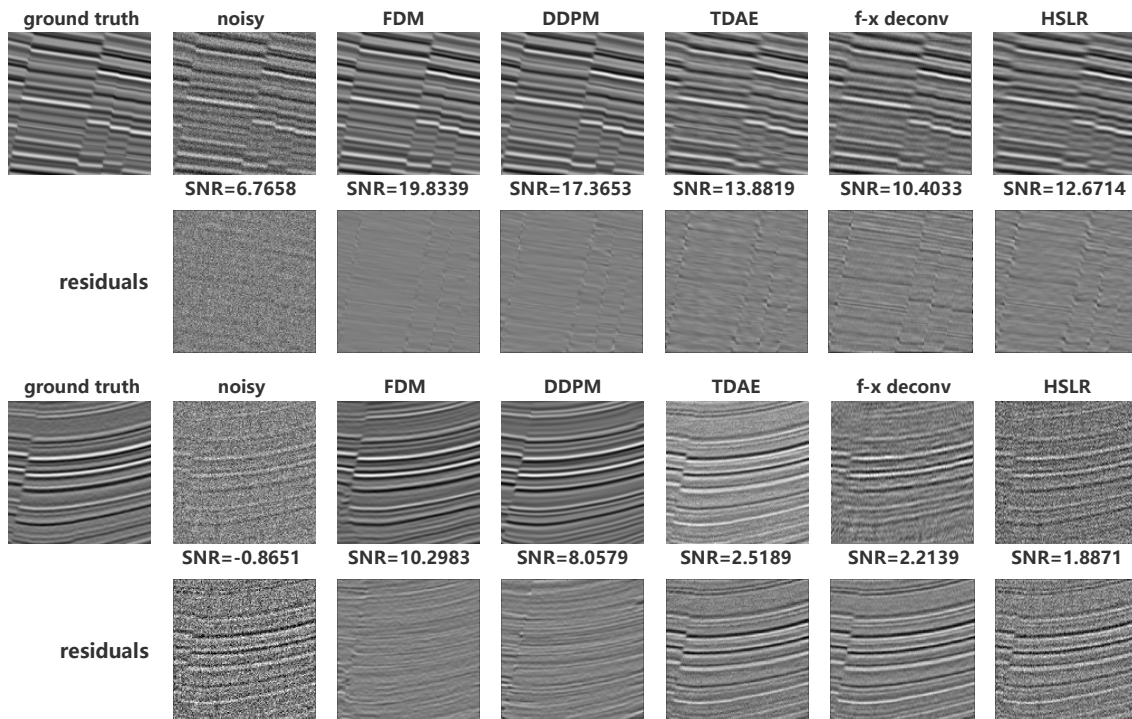 ground truth noisy FDM DDPM TDAE f-x deconv HSLR
SNR=6.7658 SNR=19.8339 SNR=17.3653 SNR=13.8819 SNR=10.4033 SNR=12.6714
residuals
ground truth noisy FDM DDPM TDAE f-x deconv HSLR
SNR=-0.8651 SNR=10.2983 SNR=8.0579 SNR=2.5189 SNR=2.2139 SNR=1.8871
residuals